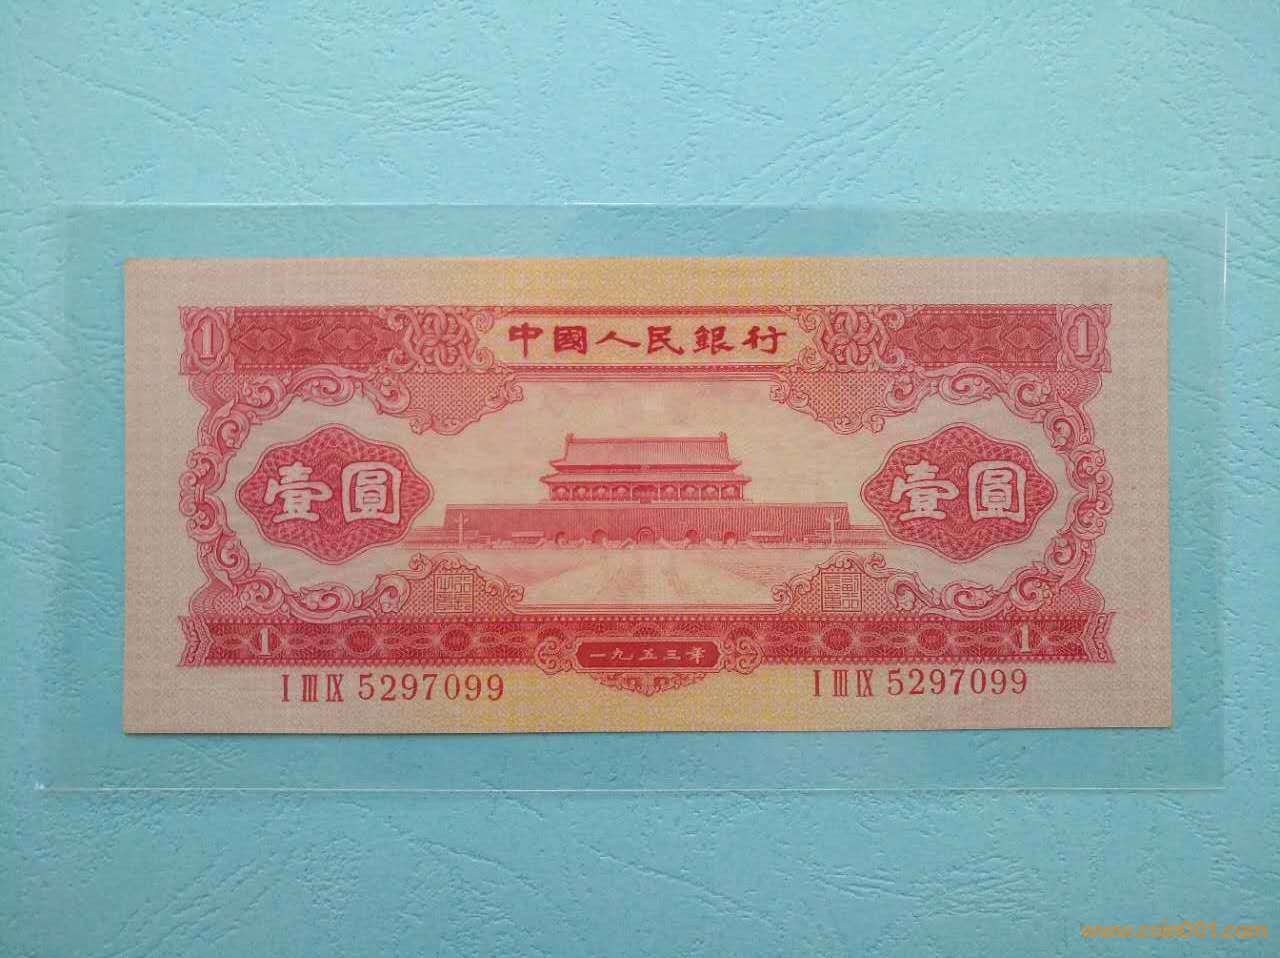 1 中國人民銀行 1
壹圓 壹圓
1 一九五三年 1
I III IX 5297099 I III IX 5297099
www.coin001.com